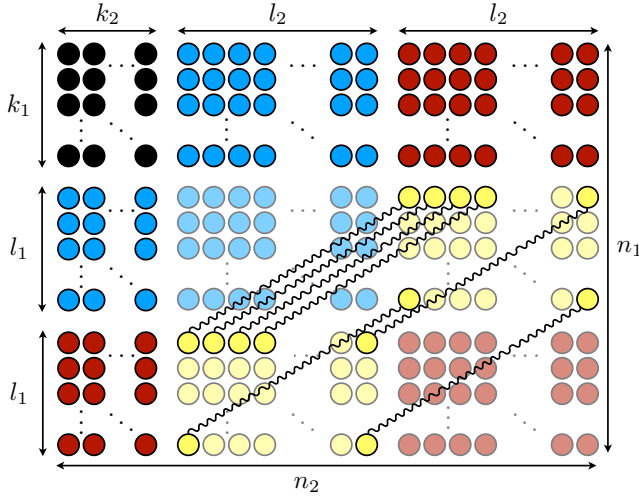 k₂ l₂ l₂
k₁
l₁
n₁
l₁
n₂